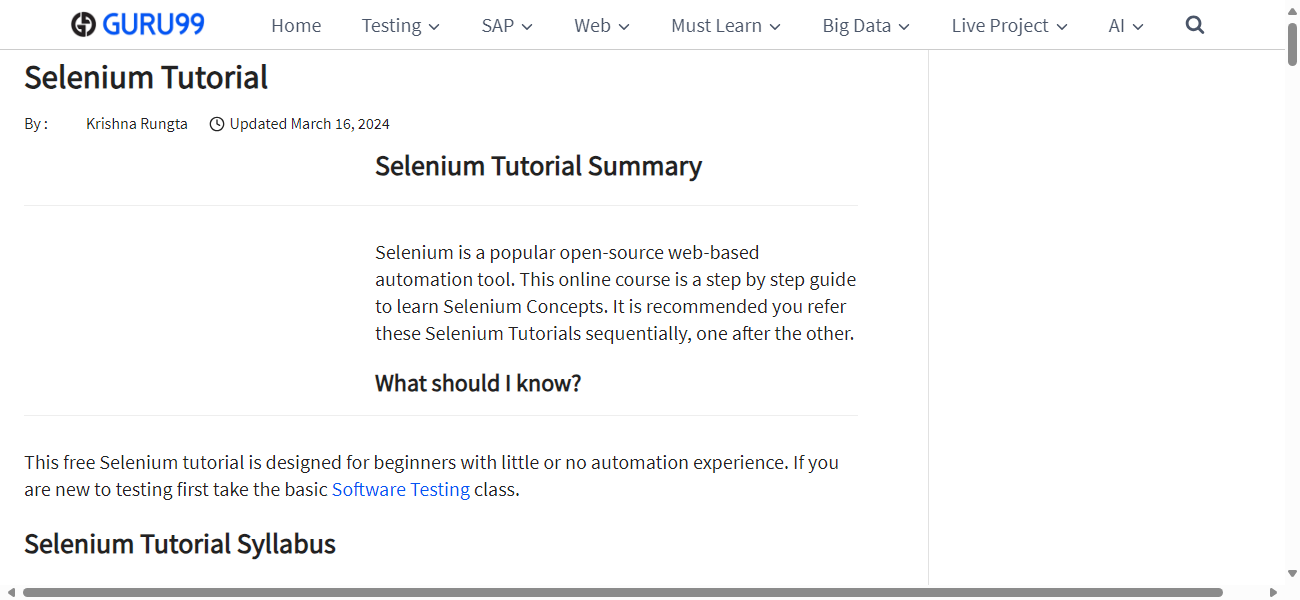 GURU99 Home Testing SAP Web Must Learn Big Data Live Project AI
Selenium Tutorial
By : Krishna Rungta Updated March 16, 2024
Selenium Tutorial Summary
Selenium is a popular open-source web-based
automation tool. This online course is a step by step guide
to learn Selenium Concepts. It is recommended you refer
these Selenium Tutorials sequentially, one after the other.
What should I know?
This free Selenium tutorial is designed for beginners with little or no automation experience. If you
are new to testing first take the basic Software Testing class.
Selenium Tutorial Syllabus